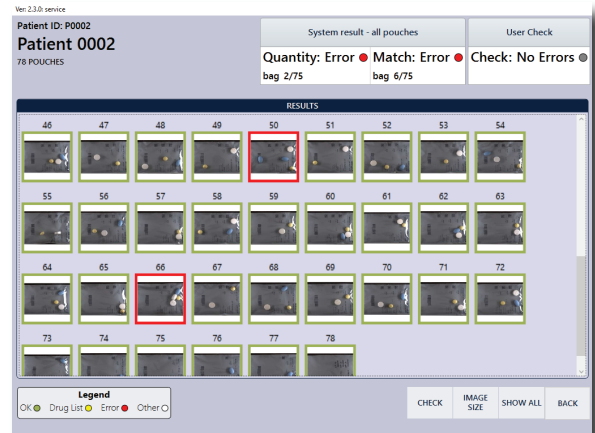 Ver: 2.3.0: service
Patient ID: P0002
Patient 0002
78 POUCHES
System result - all pouches
Quantity: Error
Match: Error
bag 2/75
bag 6/75
User Check
Check: No Errors
RESULTS
46 47 48 49 50 51 52 53 54
55 56 57 58 59 60 61 62 63
64 65 66 67 68 69 70 71 72
73 74 75 76 77 78
Legend
OK Drug List Error Other
CHECK
IMAGE
SIZE
SHOW ALL
BACK